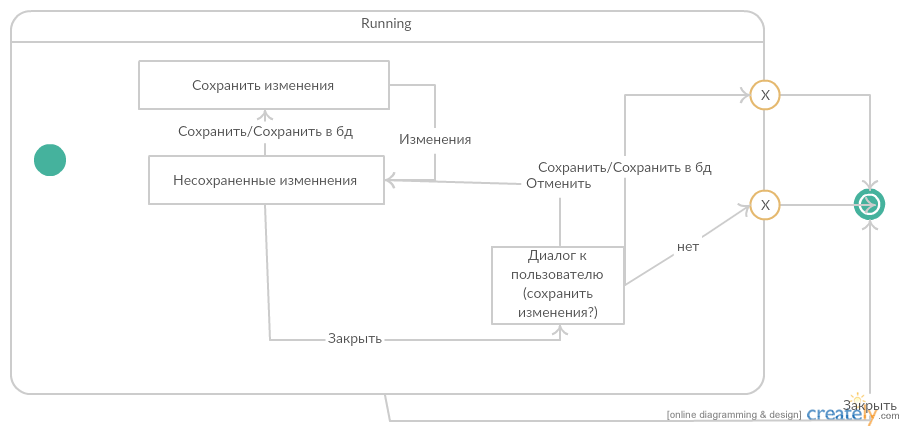 Running
Сохранить изменения
Сохранить/Сохранить в бд
Изменения
Несохраненные изменнения
Сохранить/Сохранить в бд
Отменить
X
X
нет
Диалог к
пользователю
(сохранить
изменения?)
Закрыть
Закрыть
[online diagramming & design] creately.com